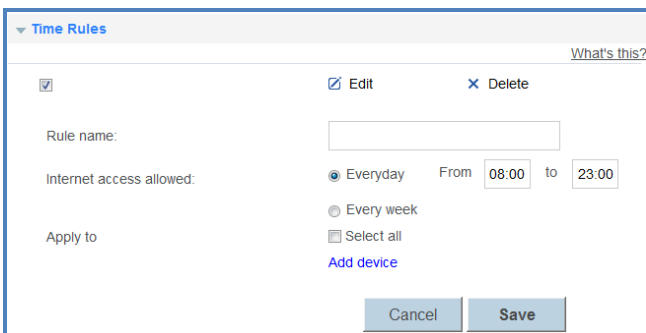 Time Rules
What's this?
Edit Delete
Rule name:
Internet access allowed: Everyday From 08:00 to 23:00
Every week
Apply to Select all
Add device
Cancel Save